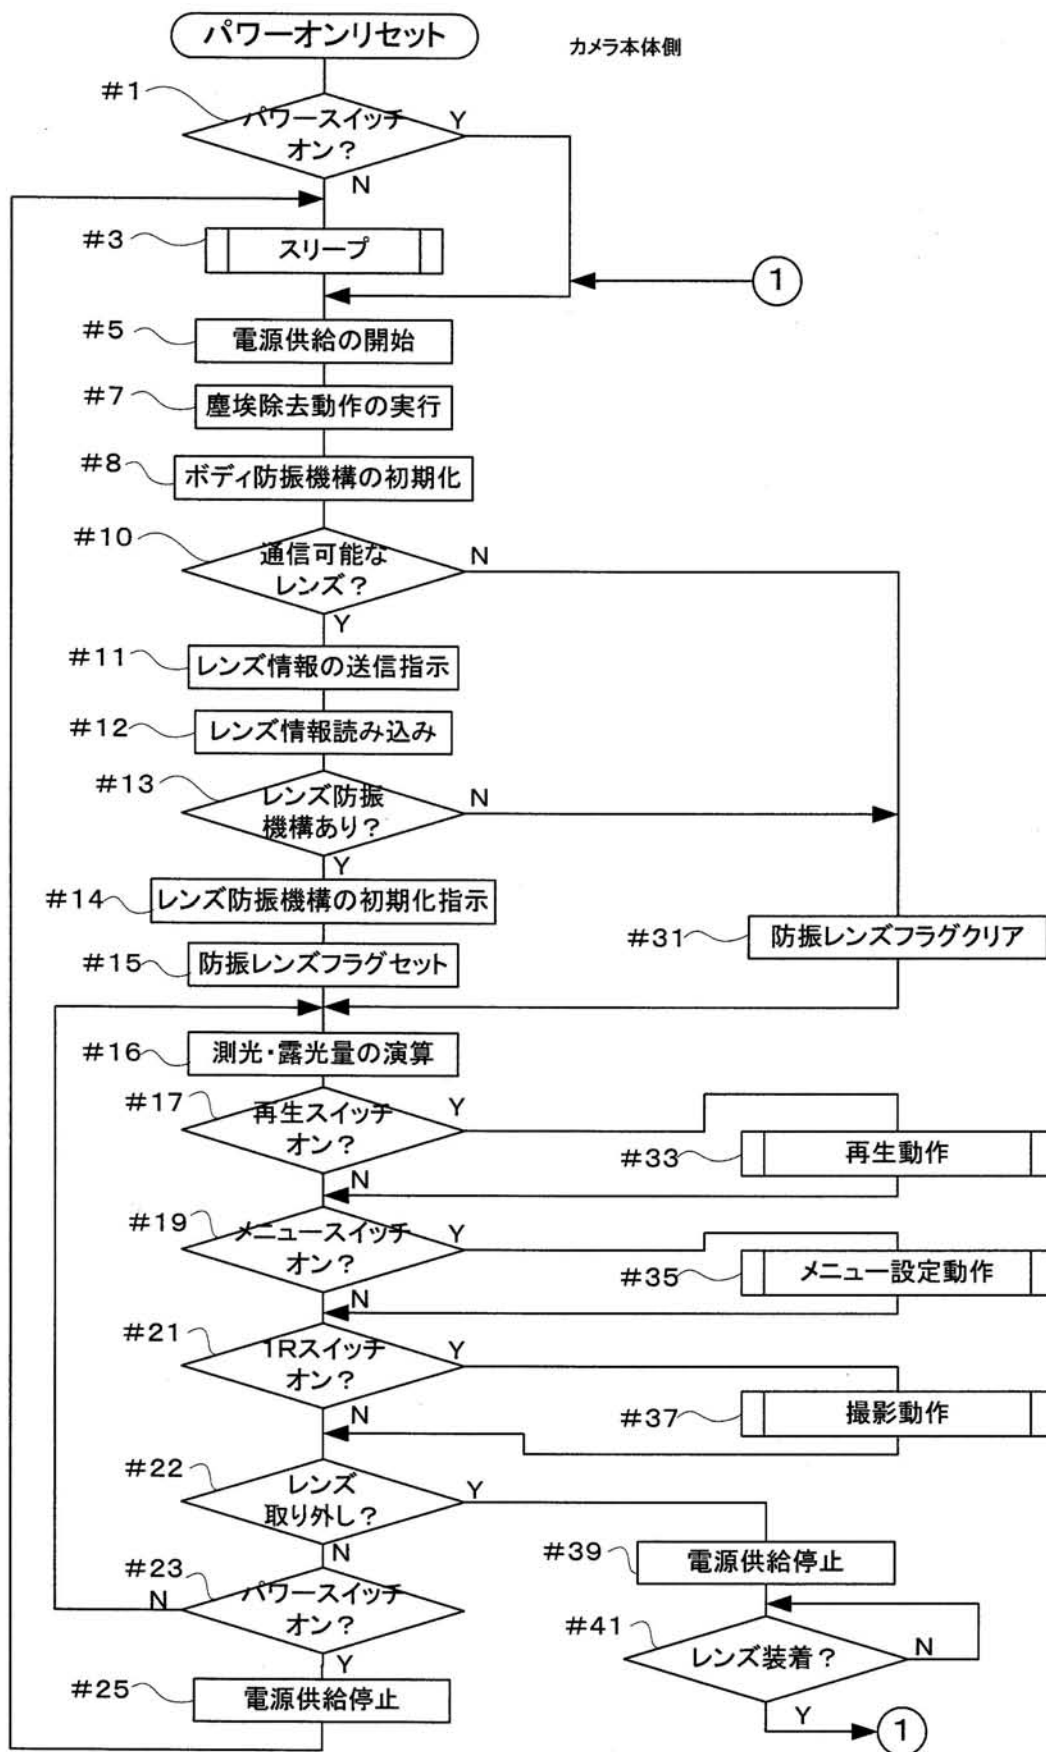 パワーオンリセット
カメラ本体側
#1
パワースイッチ
オン?
Y
N
#3
スリープ
1
#5
電源供給の開始
#7
塵埃除去動作の実行
#8
ボディ防振機構の初期化
#10
通信可能な
レンズ?
N
Y
#11
レンズ情報の送信指示
#12
レンズ情報読み込み
#13
レンズ防振
機構あり?
N
Y
#14
レンズ防振機構の初期化指示
#31
防振レンズフラグクリア
#15
防振レンズフラグセット
#16
測光・露光量の演算
#17
再生スイッチ
オン?
Y
N
#33
再生動作
#19
メニュースイッチ
オン?
Y
N
#35
メニュー設定動作
#21
1Rスイッチ
オン?
Y
N
#37
撮影動作
#22
レンズ
取り外し?
Y
N
#39
電源供給停止
#23
パワースイッチ
オン?
N
Y
#41
レンズ装着?
N
Y
1
#25
電源供給停止